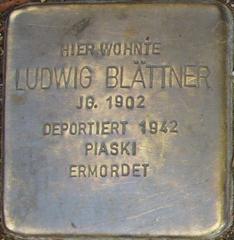 HIER WOHNTE
LUDWIG BLÄTTNER
JG. 1902
DEPORTIERT 1942
PIASKI
ERMORDET